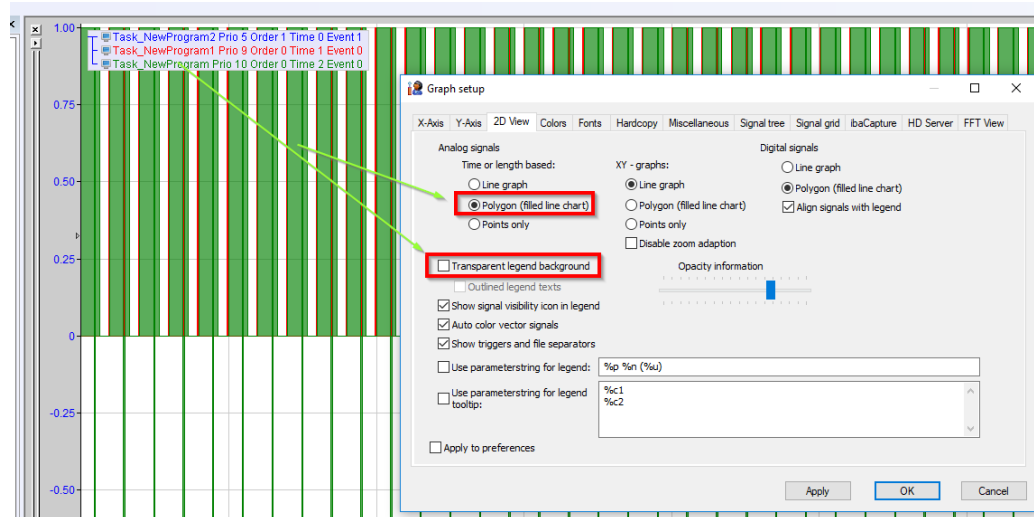 1.00
Task_NewProgram2 Prio 5 Order 1 Time 0 Event 1
Task_NewProgram1 Prio 9 Order 0 Time 1 Event 0
Task_NewProgram Prio 10 Order 0 Time 2 Event 0
0.75
0.50
0.25
0
-0.25
-0.50
Graph setup
X-Axis Y-Axis 2D View Colors Fonts Hardcopy Miscellaneous Signal tree Signal grid ibaCapture HD Server FFT View
Analog signals
Time or length based:
Line graph
Polygon (filled line chart)
Points only
XY - graphs:
Line graph
Polygon (filled line chart)
Points only
Disable zoom adaption
Digital signals
Line graph
Polygon (filled line chart)
Align signals with legend
Transparent legend background
Opacity information
Outlined legend texts
Show signal visibility icon in legend
Auto color vector signals
Show triggers and file separators
Use parameterstring for legend: %p %n (%u)
Use parameterstring for legend
tooltip:
%c1
%c2
Apply to preferences
Apply OK Cancel